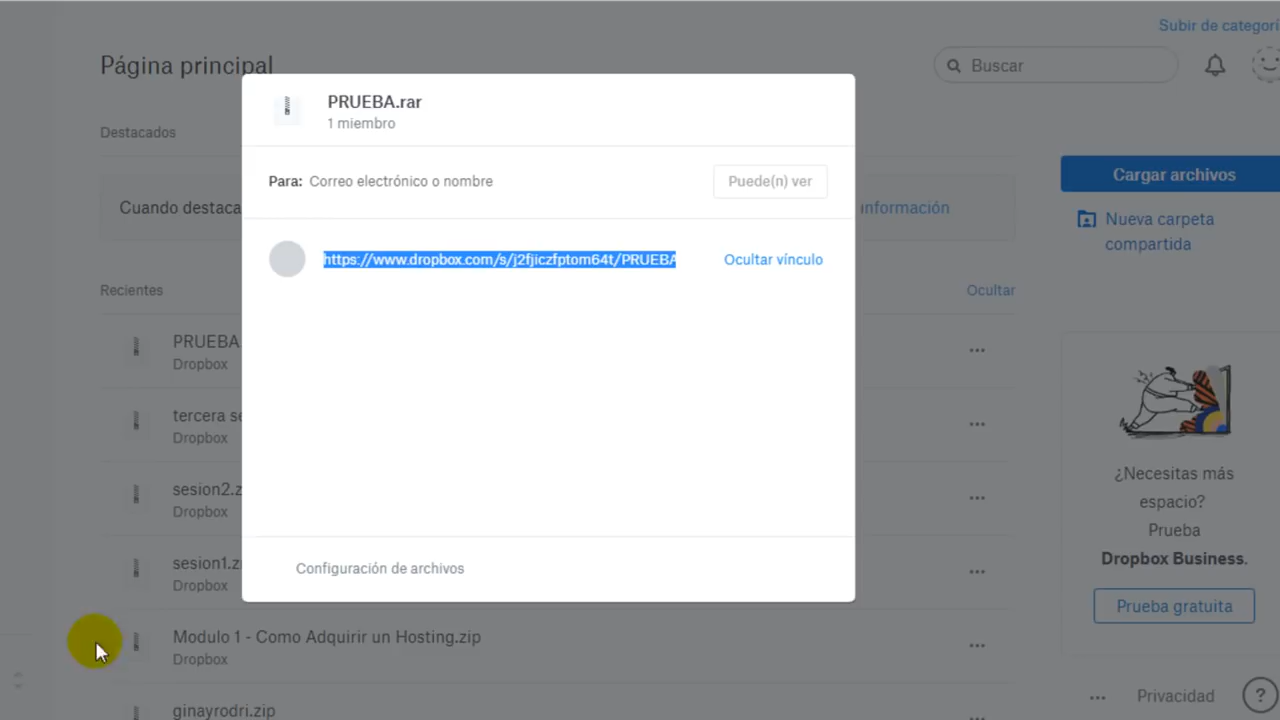 Subir de categorí
Página principal
Buscar
PRUEBA.rar
1 miembro
Destacados
Para: Correo electrónico o nombre
Puede(n) ver
Cargar archivos
Cuando destaca
información
Nueva carpeta
compartida
https://www.dropbox.com/s/j2fjiczfptom64t/PRUEBA
Ocultar vínculo
Recientes
Ocultar
PRUEBA
Dropbox
tercera se
Dropbox
¿Necesitas más
espacio?
Prueba
Dropbox Business.
Prueba gratuita
sesion2.z
Dropbox
sesion1.z
Dropbox
Configuración de archivos
Modulo 1 - Como Adquirir un Hosting.zip
Dropbox
ginayrodri.zip
Privacidad
?